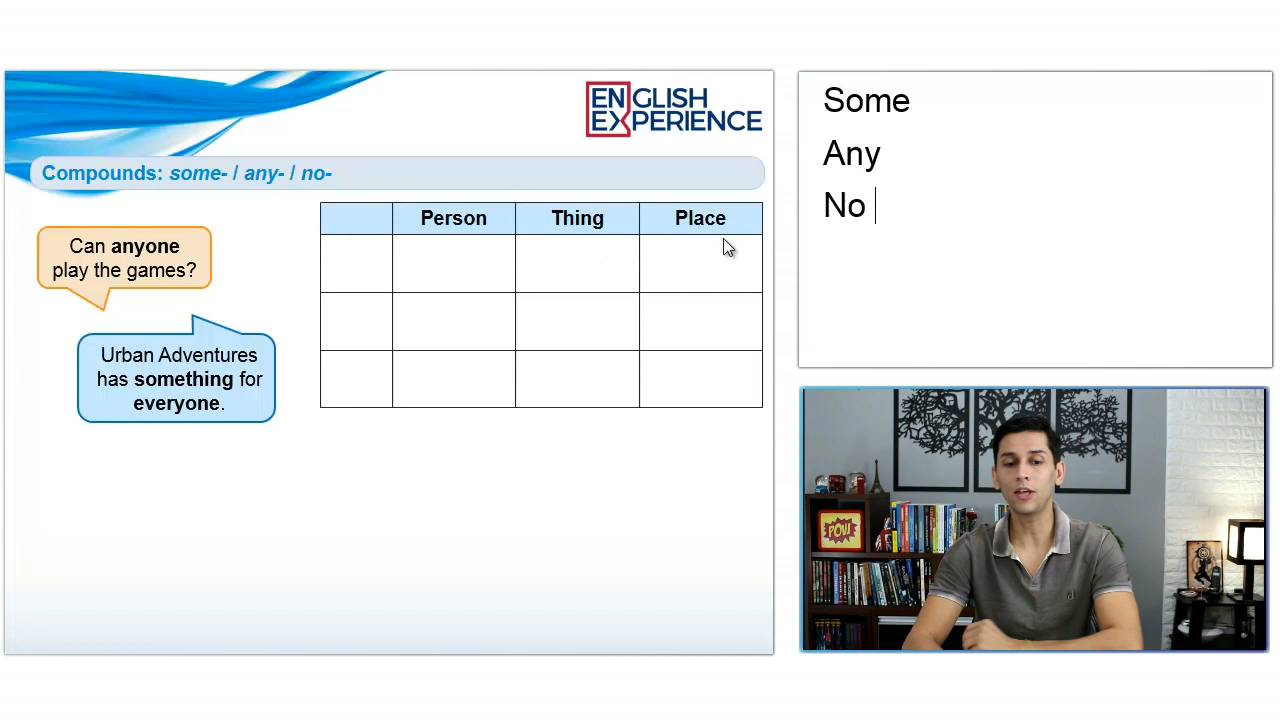 ENGLISH
EXPERIENCE
Compounds: some- / any- / no-
Can anyone
play the games?
Urban Adventures
has something for
everyone.
Person Thing Place
Some
Any
No
POW